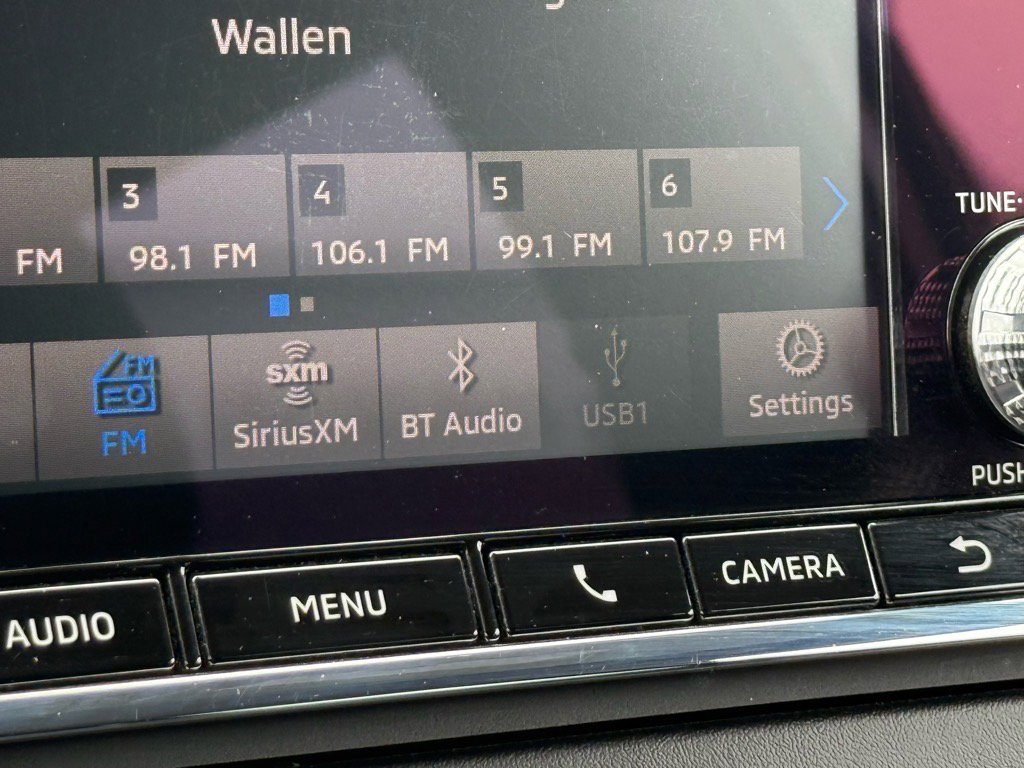 Wallen
3 4 5 6
FM 98.1 FM 106.1 FM 99.1 FM 107.9 FM
TUNE
FM sxm
FM SiriusXM BT Audio USB1 Settings
PUSH
AUDIO MENU CAMERA